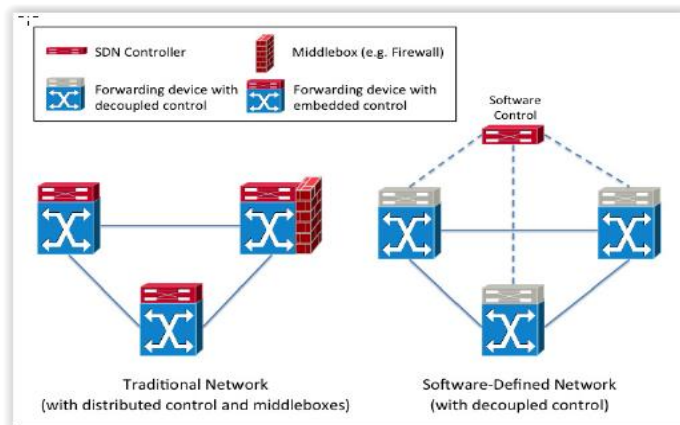 SDN Controller
Middlebox (e.g. Firewall)
Forwarding device with
decoupled control
Forwarding device with
embedded control
Software
Control
Traditional Network
(with distributed control and middleboxes)
Software-Defined Network
(with decoupled control)